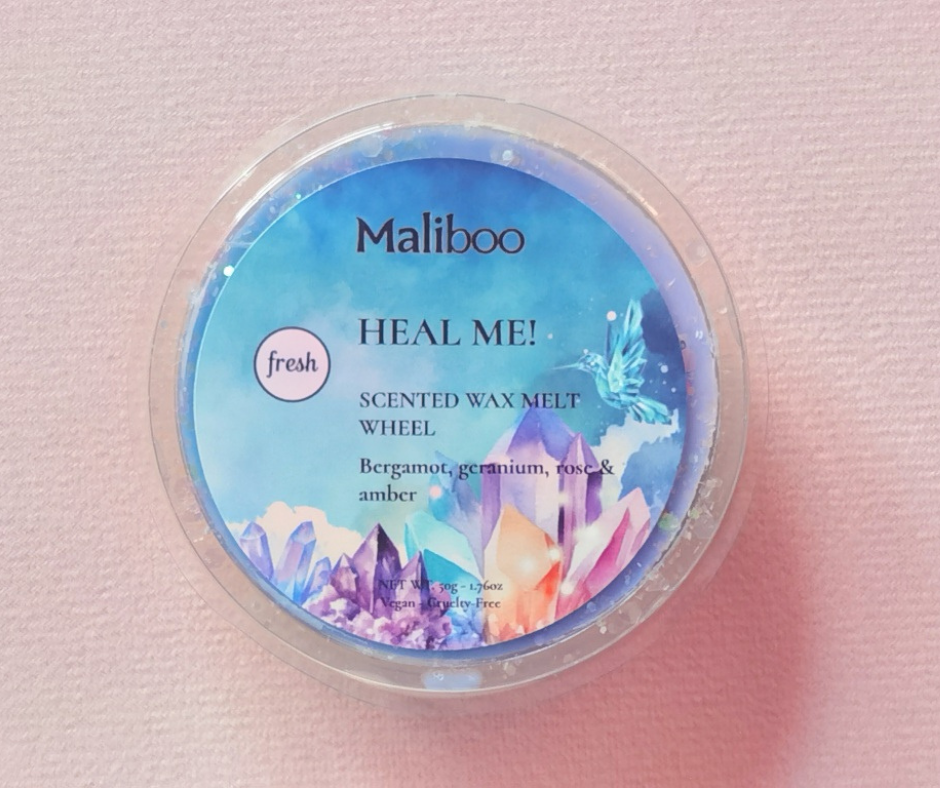 Maliboo
HEAL ME!
fresh
SCENTED WAX MELT
WHEEL
Bergamot, geranium, rose &
amber
NET WT. 50g - 1.76oz
Vegan - Cruelty-Free